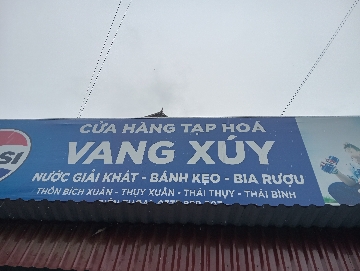 CỬA HÀNG TẠP HOÁ
SI
VANG XÚY
NƯỚC GIẢI KHÁT - BÁNH KẸO - BIA RƯỢU
THÔN BÍCH XUÂN - THỤY XUÂN - THÁI THỤY - THÁI BÌNH